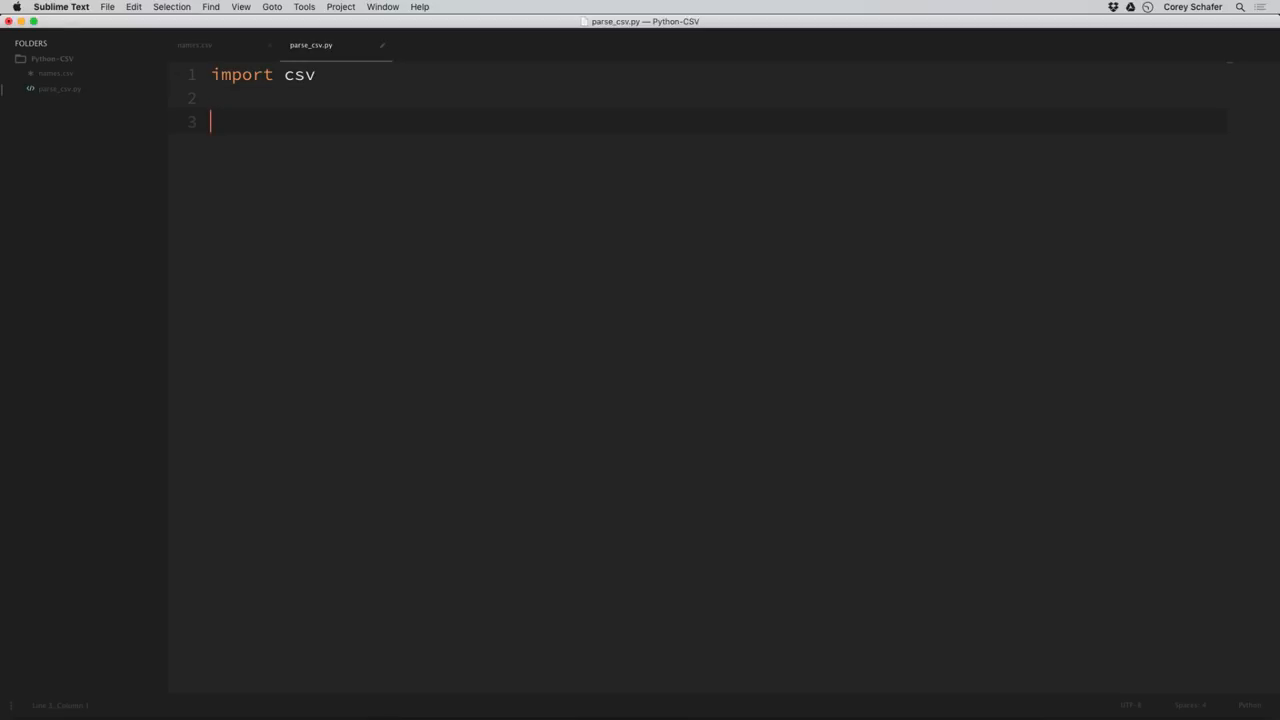 Sublime Text File Edit Selection Find View Goto Tools Project Window Help Corey Schafer
parse_csv.py — Python-CSV
FOLDERS
Python-CSV
names.csv
parse_csv.py
names.csv
parse_csv.py
1 import csv
2
3
Line 3, Column 1
UTF-8
Spaces: 4
Python